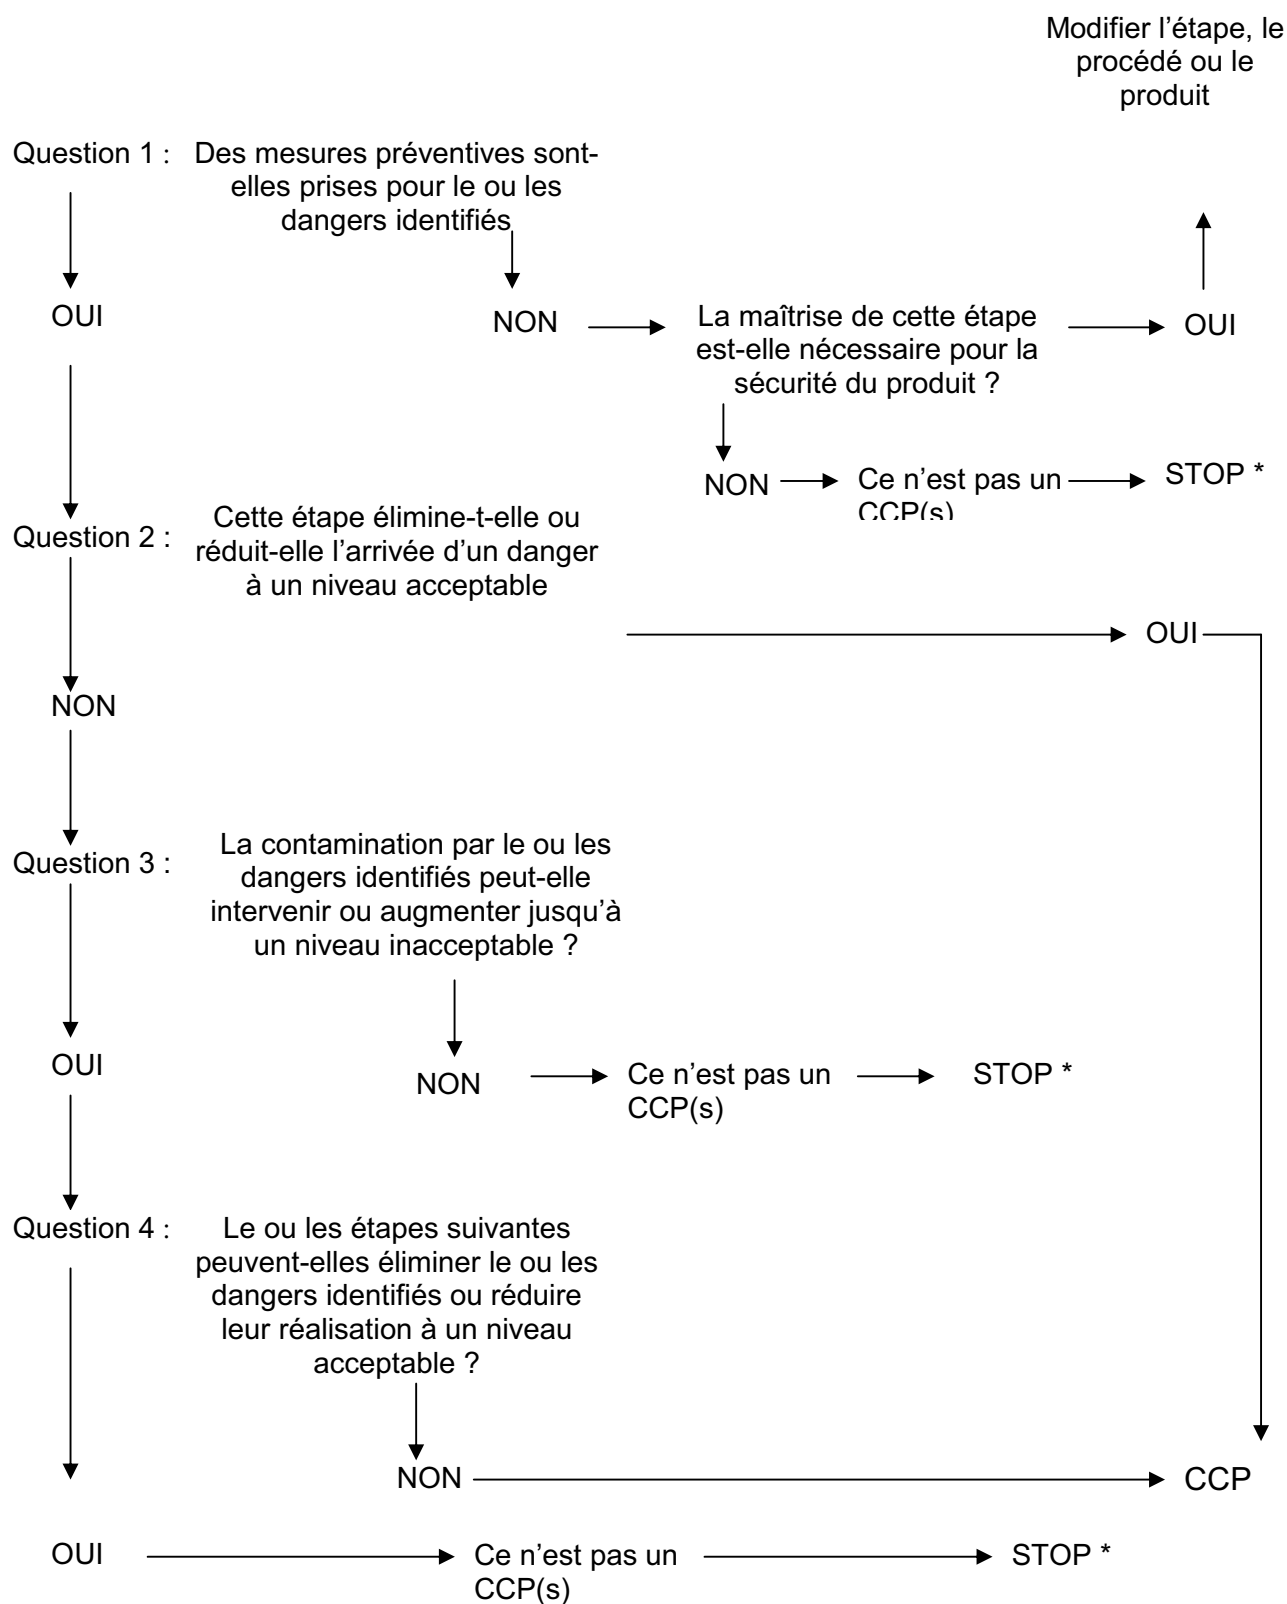 Modifier l’étape, le
procédé ou le
produit
Question 1 : Des mesures préventives sont-
elles prises pour le ou les
dangers identifiés
OUI
NON
La maîtrise de cette étape
est-elle nécessaire pour la
sécurité du produit ?
OUI
NON
Ce n’est pas un
CCP(s)
STOP *
Question 2 :
Cette étape élimine-t-elle ou
réduit-elle l’arrivée d’un danger
à un niveau acceptable
OUI
NON
Question 3 :
La contamination par le ou les
dangers identifiés peut-elle
intervenir ou augmenter jusqu’à
un niveau inacceptable ?
OUI
NON
Ce n’est pas un
CCP(s)
STOP *
Question 4 :
Le ou les étapes suivantes
peuvent-elles éliminer le ou les
dangers identifiés ou réduire
leur réalisation à un niveau
acceptable ?
NON
CCP
OUI
Ce n’est pas un
CCP(s)
STOP *